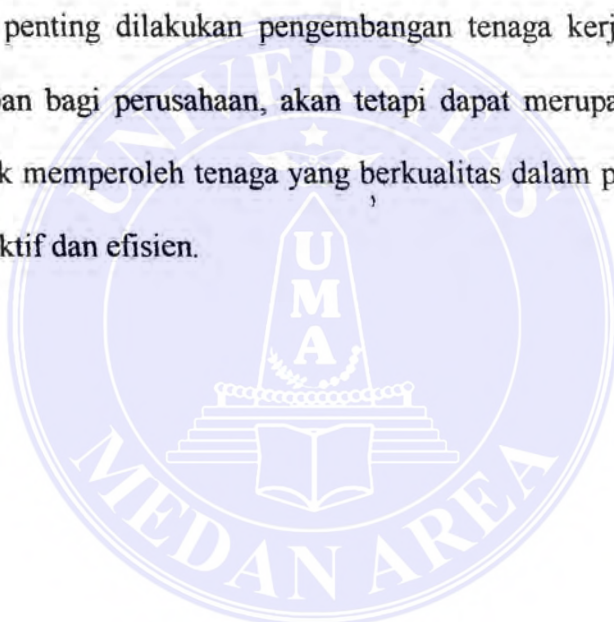 penting dilakukan pengembangan tenaga kerj
an bagi perusahaan, akan tetapi dapat merupa
k memperoleh tenaga yang berkualitas dalam p
ktif dan efisien.
UNIVERSITAS
UMA
MEDAN AREA